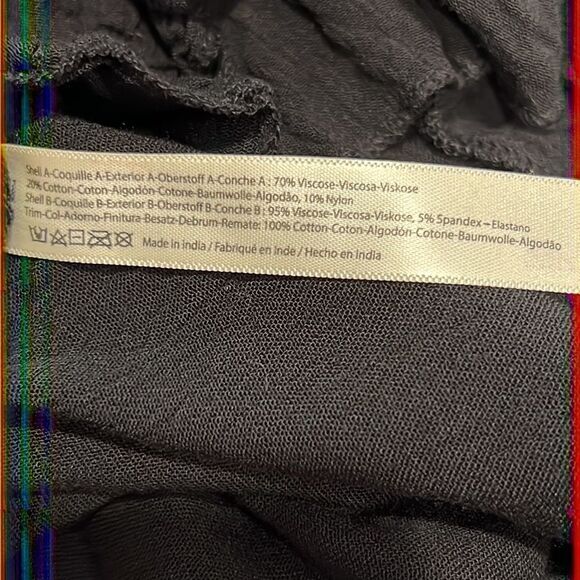 Shell A-Coquille A-Exterior A-Oberstoff A-Conche A : 70% Viscose-Viscosa-Viskose
20% Cotton-Coton-Algodón-Cotone-Baumwolle-Algodão, 10% Nylon
Shell B-Coquille B-Exterior B-Oberstoff B-Conche B : 95% Viscose-Viscosa-Viskose, 5% Spandex-Elastano
Trim-Col-Adorno-Finitura-Besatz-Debrum-Remate: 100% Cotton-Coton-Algodón-Cotone-Baumwolle-Algodão
Made in india / Fabriqué en inde / Hecho en india